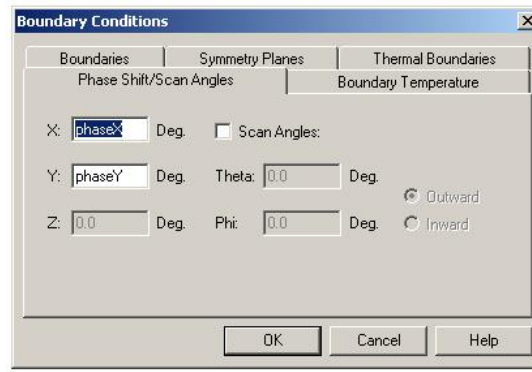 Boundary Conditions
Boundaries Symmetry Planes Thermal Boundaries
Phase Shift/Scan Angles Boundary Temperature
X: phaseX Deg. Scan Angles:
Y: phaseY Deg. Theta: 0.0 Deg.
Outward
Z: 0.0 Deg. Phi: 0.0 Deg. Inward
OK Cancel Help